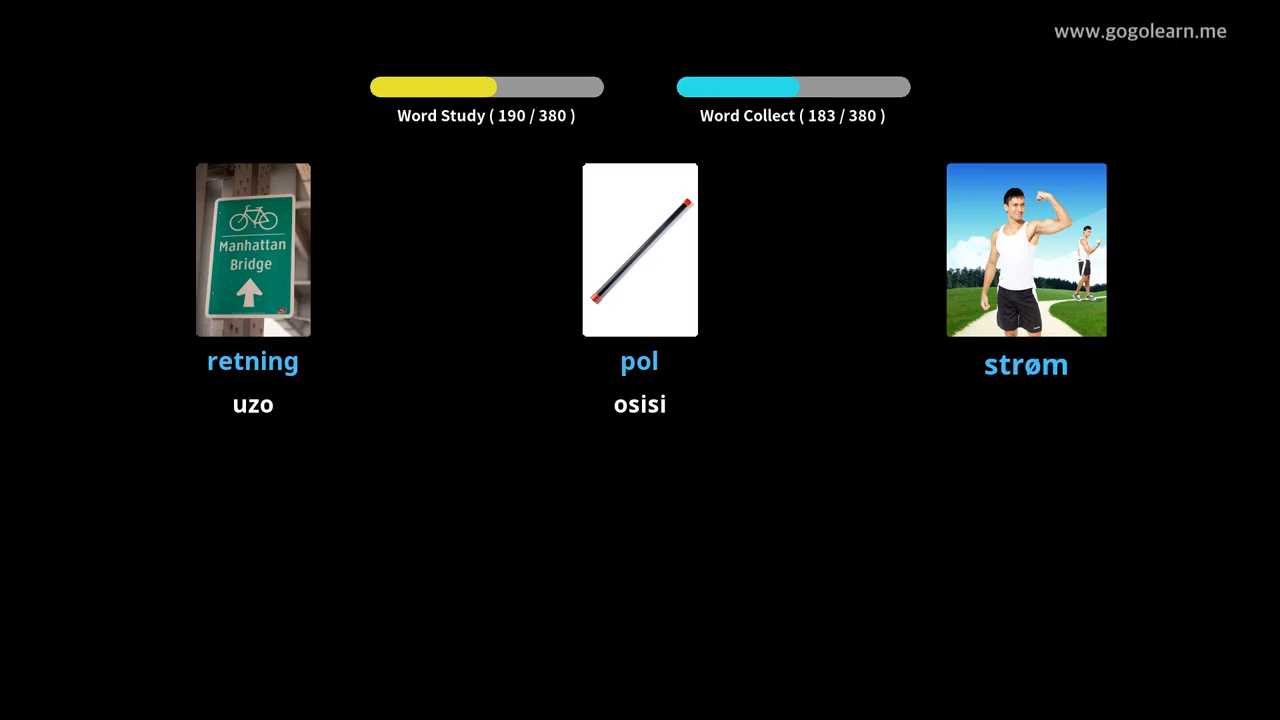 www.gogolearn.me
Word Study ( 190 / 380 )
Word Collect ( 183 / 380 )
Manhattan
Bridge
retning
pol
strøm
uzo
osisi